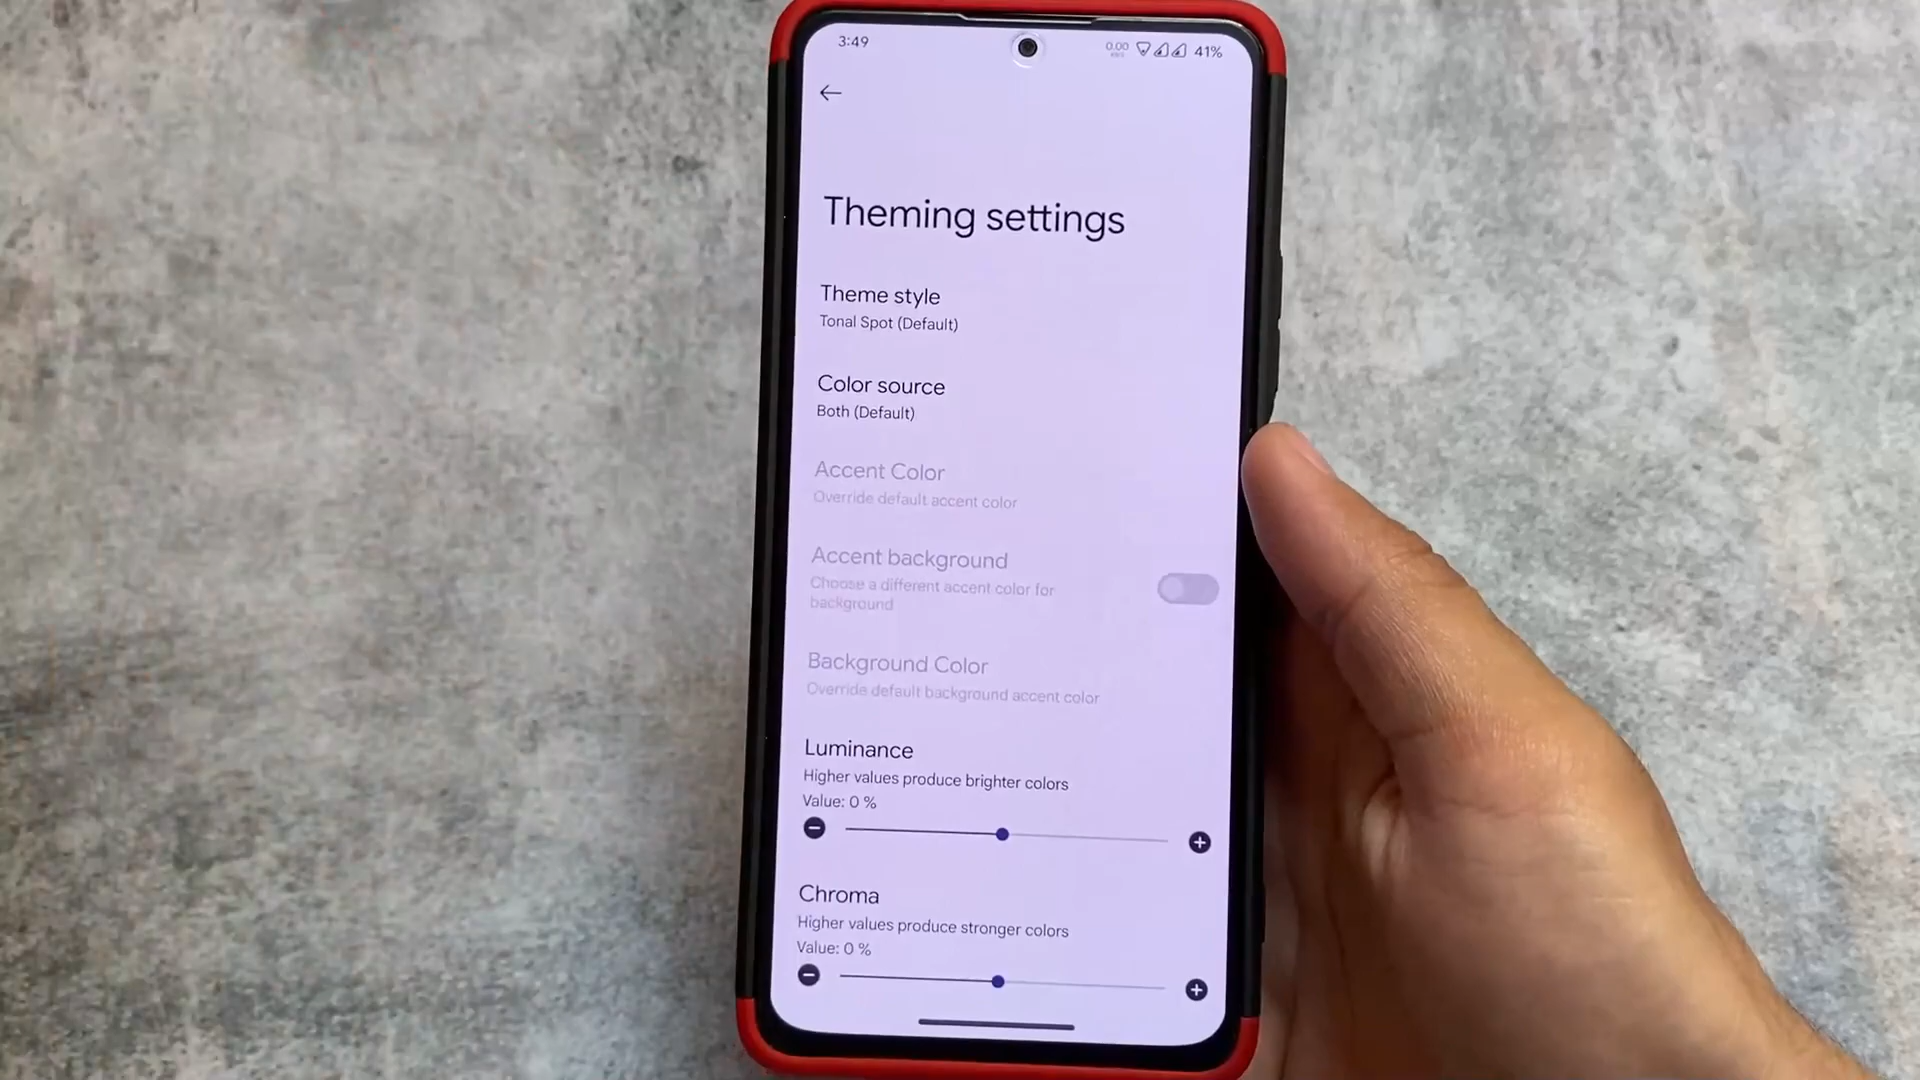 3:49
0.00
41%
Theming settings
Theme style
Tonal Spot (Default)
Color source
Both (Default)
Accent Color
Override default accent color
Accent background
Choose a different accent color for
background
Background Color
Override default background accent color
Luminance
Higher values produce brighter colors
Value: 0 %
Chroma
Higher values produce stronger colors
Value: 0 %